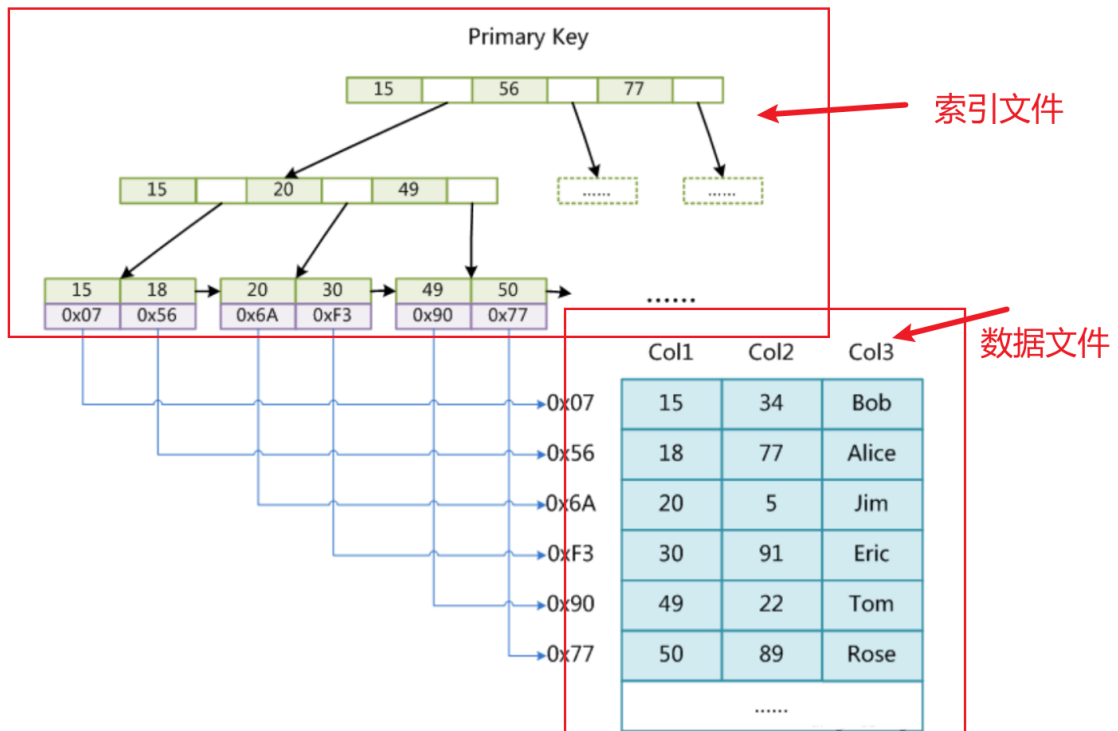 Primary Key
15 56 77
索引文件
15 20 49
...... ......
15 18 20 30 49 50
0x07 0x56 0x6A 0xF3 0x90 0x77
......
数据文件
Col1 Col2 Col3
0x07 15 34 Bob
0x56 18 77 Alice
0x6A 20 5 Jim
0xF3 30 91 Eric
0x90 49 22 Tom
0x77 50 89 Rose
......